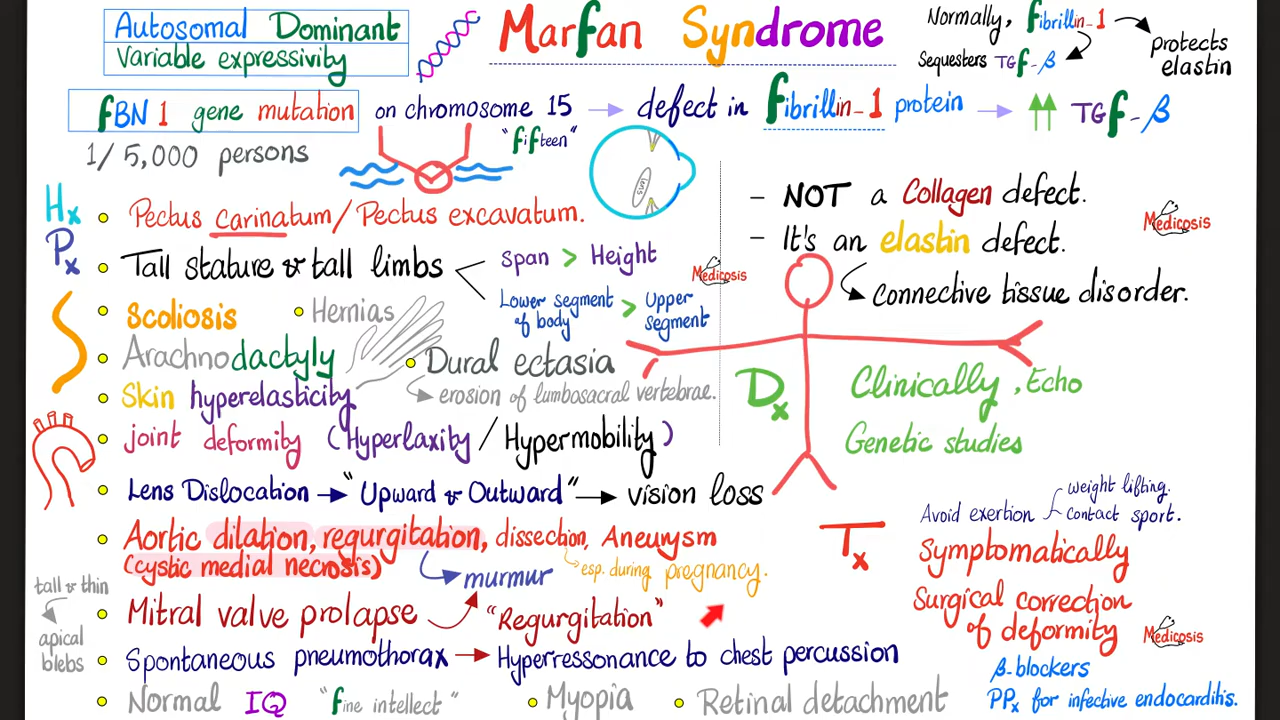 Autosomal Dominant
Variable expressivity
Marfan Syndrome
Normally, Fibrillin-1
Sequesters TGf-β
protects
elastin
fBN 1 gene mutation on chromosome 15 → defect in fibrillin-1 protein → ↑↑ TGf-β
"fifteen"
1/5,000 persons
Lens
Hx
Px
• Pectus carinatum/Pectus excavatum.
• Tall stature & tall limbs
span > Height
Lower segment of body > Upper segment
• Scoliosis
• Hernias
• Arachnodactyly
• Dural ectasia
erosion of lumbosacral vertebrae.
• Skin hyperelasticity
• joint deformity (Hyperlaxity / Hypermobility)
• Lens Dislocation → "Upward & Outward" → vision loss
• Aortic dilation, regurgitation, dissection, Aneurysm
(cystic medial necrosis)
murmur
esp. during pregnancy.
tall & thin
apical
blebs
• Mitral valve prolapse
"Regurgitation"
• Spontaneous pneumothorax → Hyperressonance to chest percussion
• Normal IQ "fine intellect"
• Myopia
• Retinal detachment
- NOT a Collagen defect.
- It's an elastin defect.
Connective tissue disorder.
Medicosis
Medicosis
Dx
Clinically, Echo
Genetic studies
Tx
Avoid exertion
weight lifting.
contact sport.
Symptomatically
Surgical correction
of deformity
Medicosis
β-blockers
PPx for infective endocarditis.